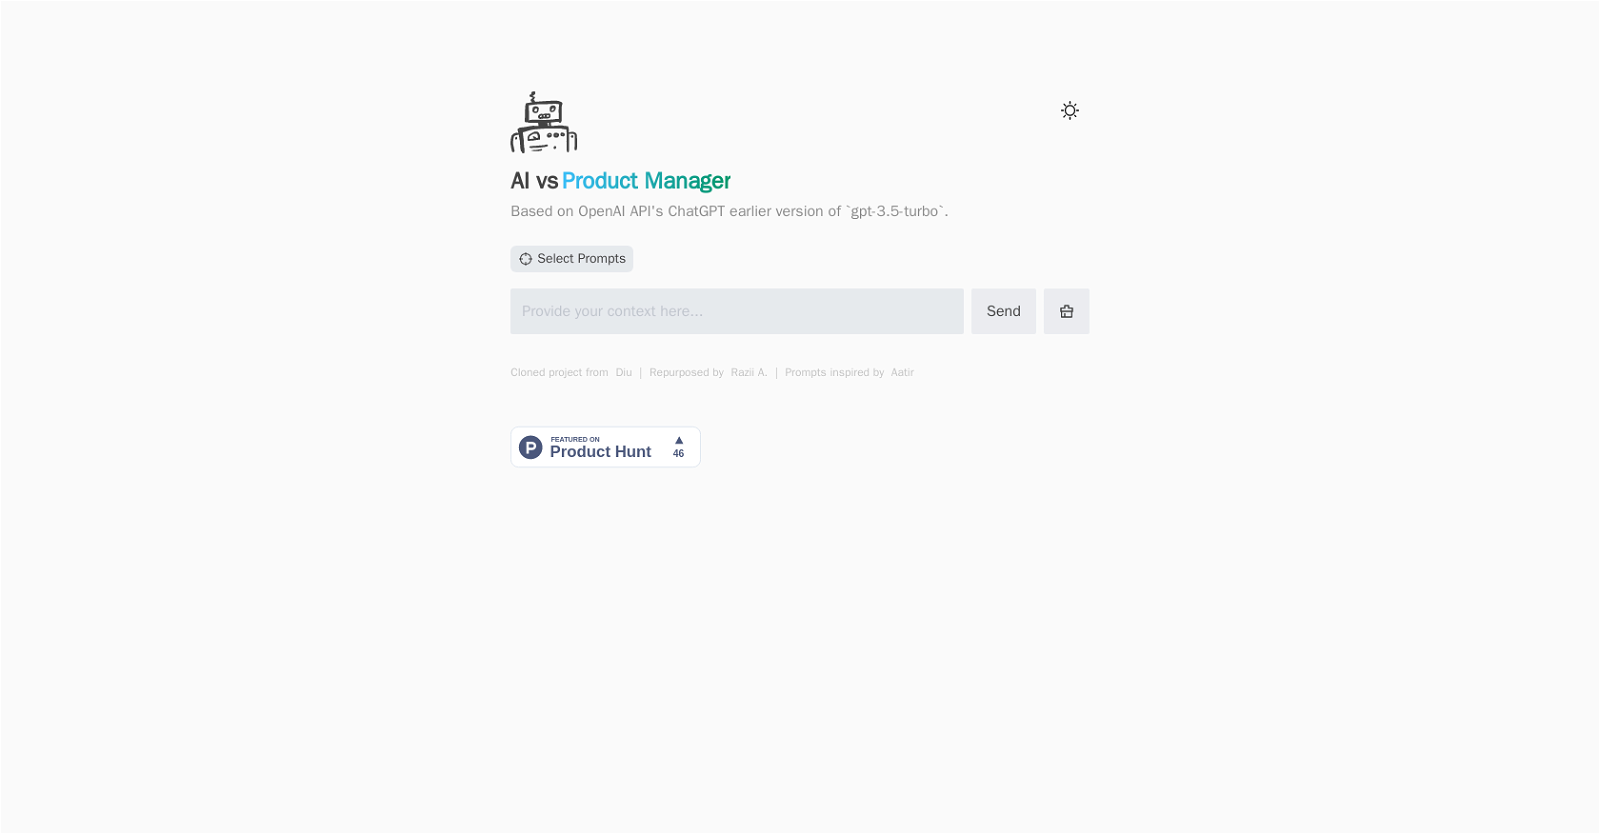 AI vs Product Manager
Based on OpenAI API's ChatGPT earlier version of `gpt-3.5-turbo`.
Select Prompts
Provide your context here...
Send
Cloned project from Diu | Repurposed by Razii A. | Prompts inspired by Aatir
P
FEATURED ON
Product Hunt
46